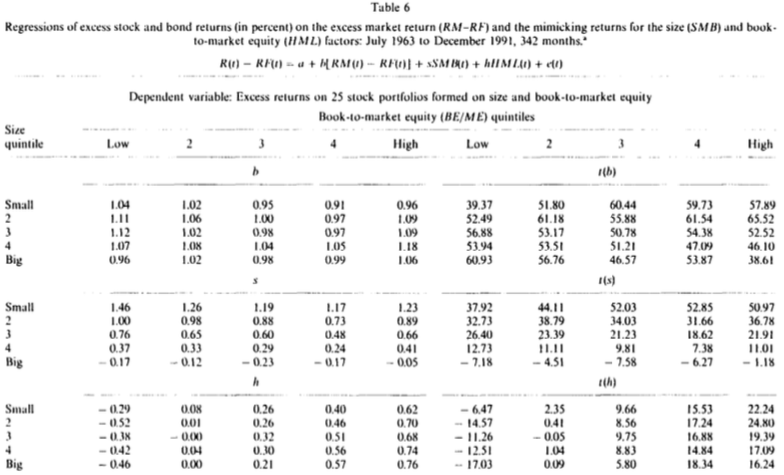 Table 6
Regressions of excess stock and bond returns (in percent) on the excess market return (RM–RF) and the mimicking returns for the size (SMB) and book-
to-market equity (HML) factors: July 1963 to December 1991, 342 months.ᵃ
R(t) − RF(t) = a + b[RM(t) − RF(t)] + sSMB(t) + hHML(t) + e(t)
Dependent variable: Excess returns on 25 stock portfolios formed on size and book-to-market equity
Book-to-market equity (BE/ME) quintiles
Size
quintile Low 2 3 4 High Low 2 3 4 High
b t(b)
Small 1.04 1.02 0.95 0.91 0.96 39.37 51.80 60.44 59.73 57.89
2 1.11 1.06 1.00 0.97 1.09 52.49 61.18 55.88 61.54 65.52
3 1.12 1.02 0.98 0.97 1.09 56.88 53.17 50.78 54.38 52.52
4 1.07 1.08 1.04 1.05 1.18 53.94 53.51 51.21 47.09 46.10
Big 0.96 1.02 0.98 0.99 1.06 60.93 56.76 46.57 53.87 38.61
s t(s)
Small 1.46 1.26 1.19 1.17 1.23 37.92 44.11 52.03 52.85 50.97
2 1.00 0.98 0.88 0.73 0.89 32.73 38.79 34.03 31.66 36.78
3 0.76 0.65 0.60 0.48 0.66 26.40 23.39 21.23 18.62 21.91
4 0.37 0.33 0.29 0.24 0.41 12.73 11.11 9.81 7.38 11.01
Big − 0.17 − 0.12 − 0.23 − 0.17 − 0.05 − 7.18 − 4.51 − 7.58 − 6.27 − 1.18
h t(h)
Small − 0.29 0.08 0.26 0.40 0.62 − 6.47 2.35 9.66 15.53 22.24
2 − 0.52 0.01 0.26 0.46 0.70 − 14.57 0.41 8.56 17.24 24.80
3 − 0.38 − 0.00 0.32 0.51 0.68 − 11.26 − 0.05 9.75 16.88 19.39
4 − 0.42 0.04 0.30 0.56 0.74 − 12.51 1.04 8.83 14.84 17.09
Big − 0.46 0.00 0.21 0.57 0.76 − 17.03 0.09 5.80 18.34 16.24